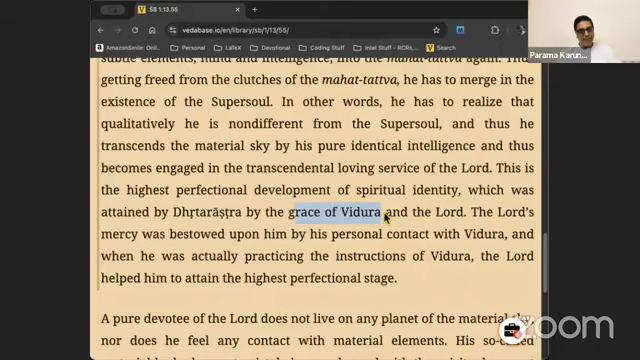 ŚB 1.13.55
vedabase.io/en/library/sb/1/13/55/
AmazonSmile: Onlin... Personal LaTeX Devotional Coding Stuff Intel Stuff - RCRs,... Vedabase Search
subtle elements, mind and intelligence, into the mahat-tattva again.
getting freed from the clutches of the mahat-tattva, he has to merge in the
existence of the Supersoul. In other words, he has to realize that
qualitatively he is nondifferent from the Supersoul, and thus he
transcends the material sky by his pure identical intelligence and thus
becomes engaged in the transcendental loving service of the Lord. This is
the highest perfectional development of spiritual identity, which was
attained by Dhṛtarāṣṭra by the grace of Vidura and the Lord. The Lord's
mercy was bestowed upon him by his personal contact with Vidura, and
when he was actually practicing the instructions of Vidura, the Lord
helped him to attain the highest perfectional stage.
A pure devotee of the Lord does not live on any planet of the material sky,
nor does he feel any contact with material elements. His
Parama Karun...
zoom